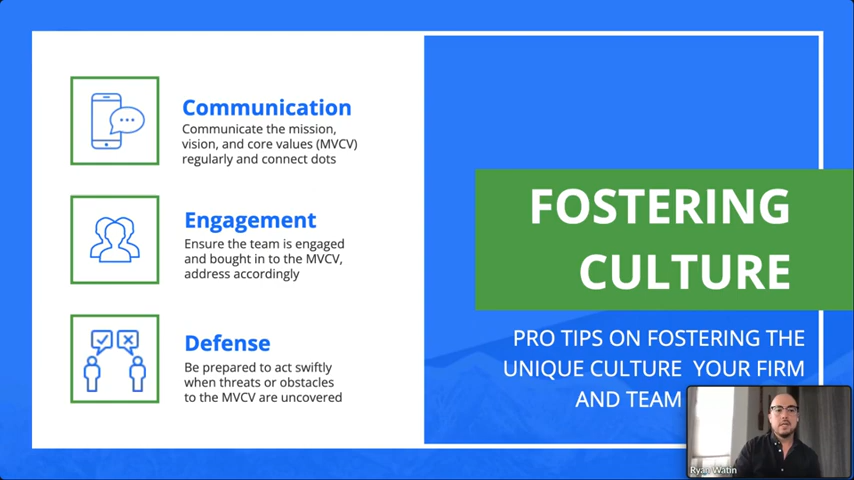 Communication
Communicate the mission,
vision, and core values (MVCV)
regularly and connect dots
Engagement
Ensure the team is engaged
and bought in to the MVCV,
address accordingly
Defense
Be prepared to act swiftly
when threats or obstacles
to the MVCV are uncovered
FOSTERING
CULTURE
PRO TIPS ON FOSTERING THE
UNIQUE CULTURE YOUR FIRM
AND TEAM
Ryan Watin